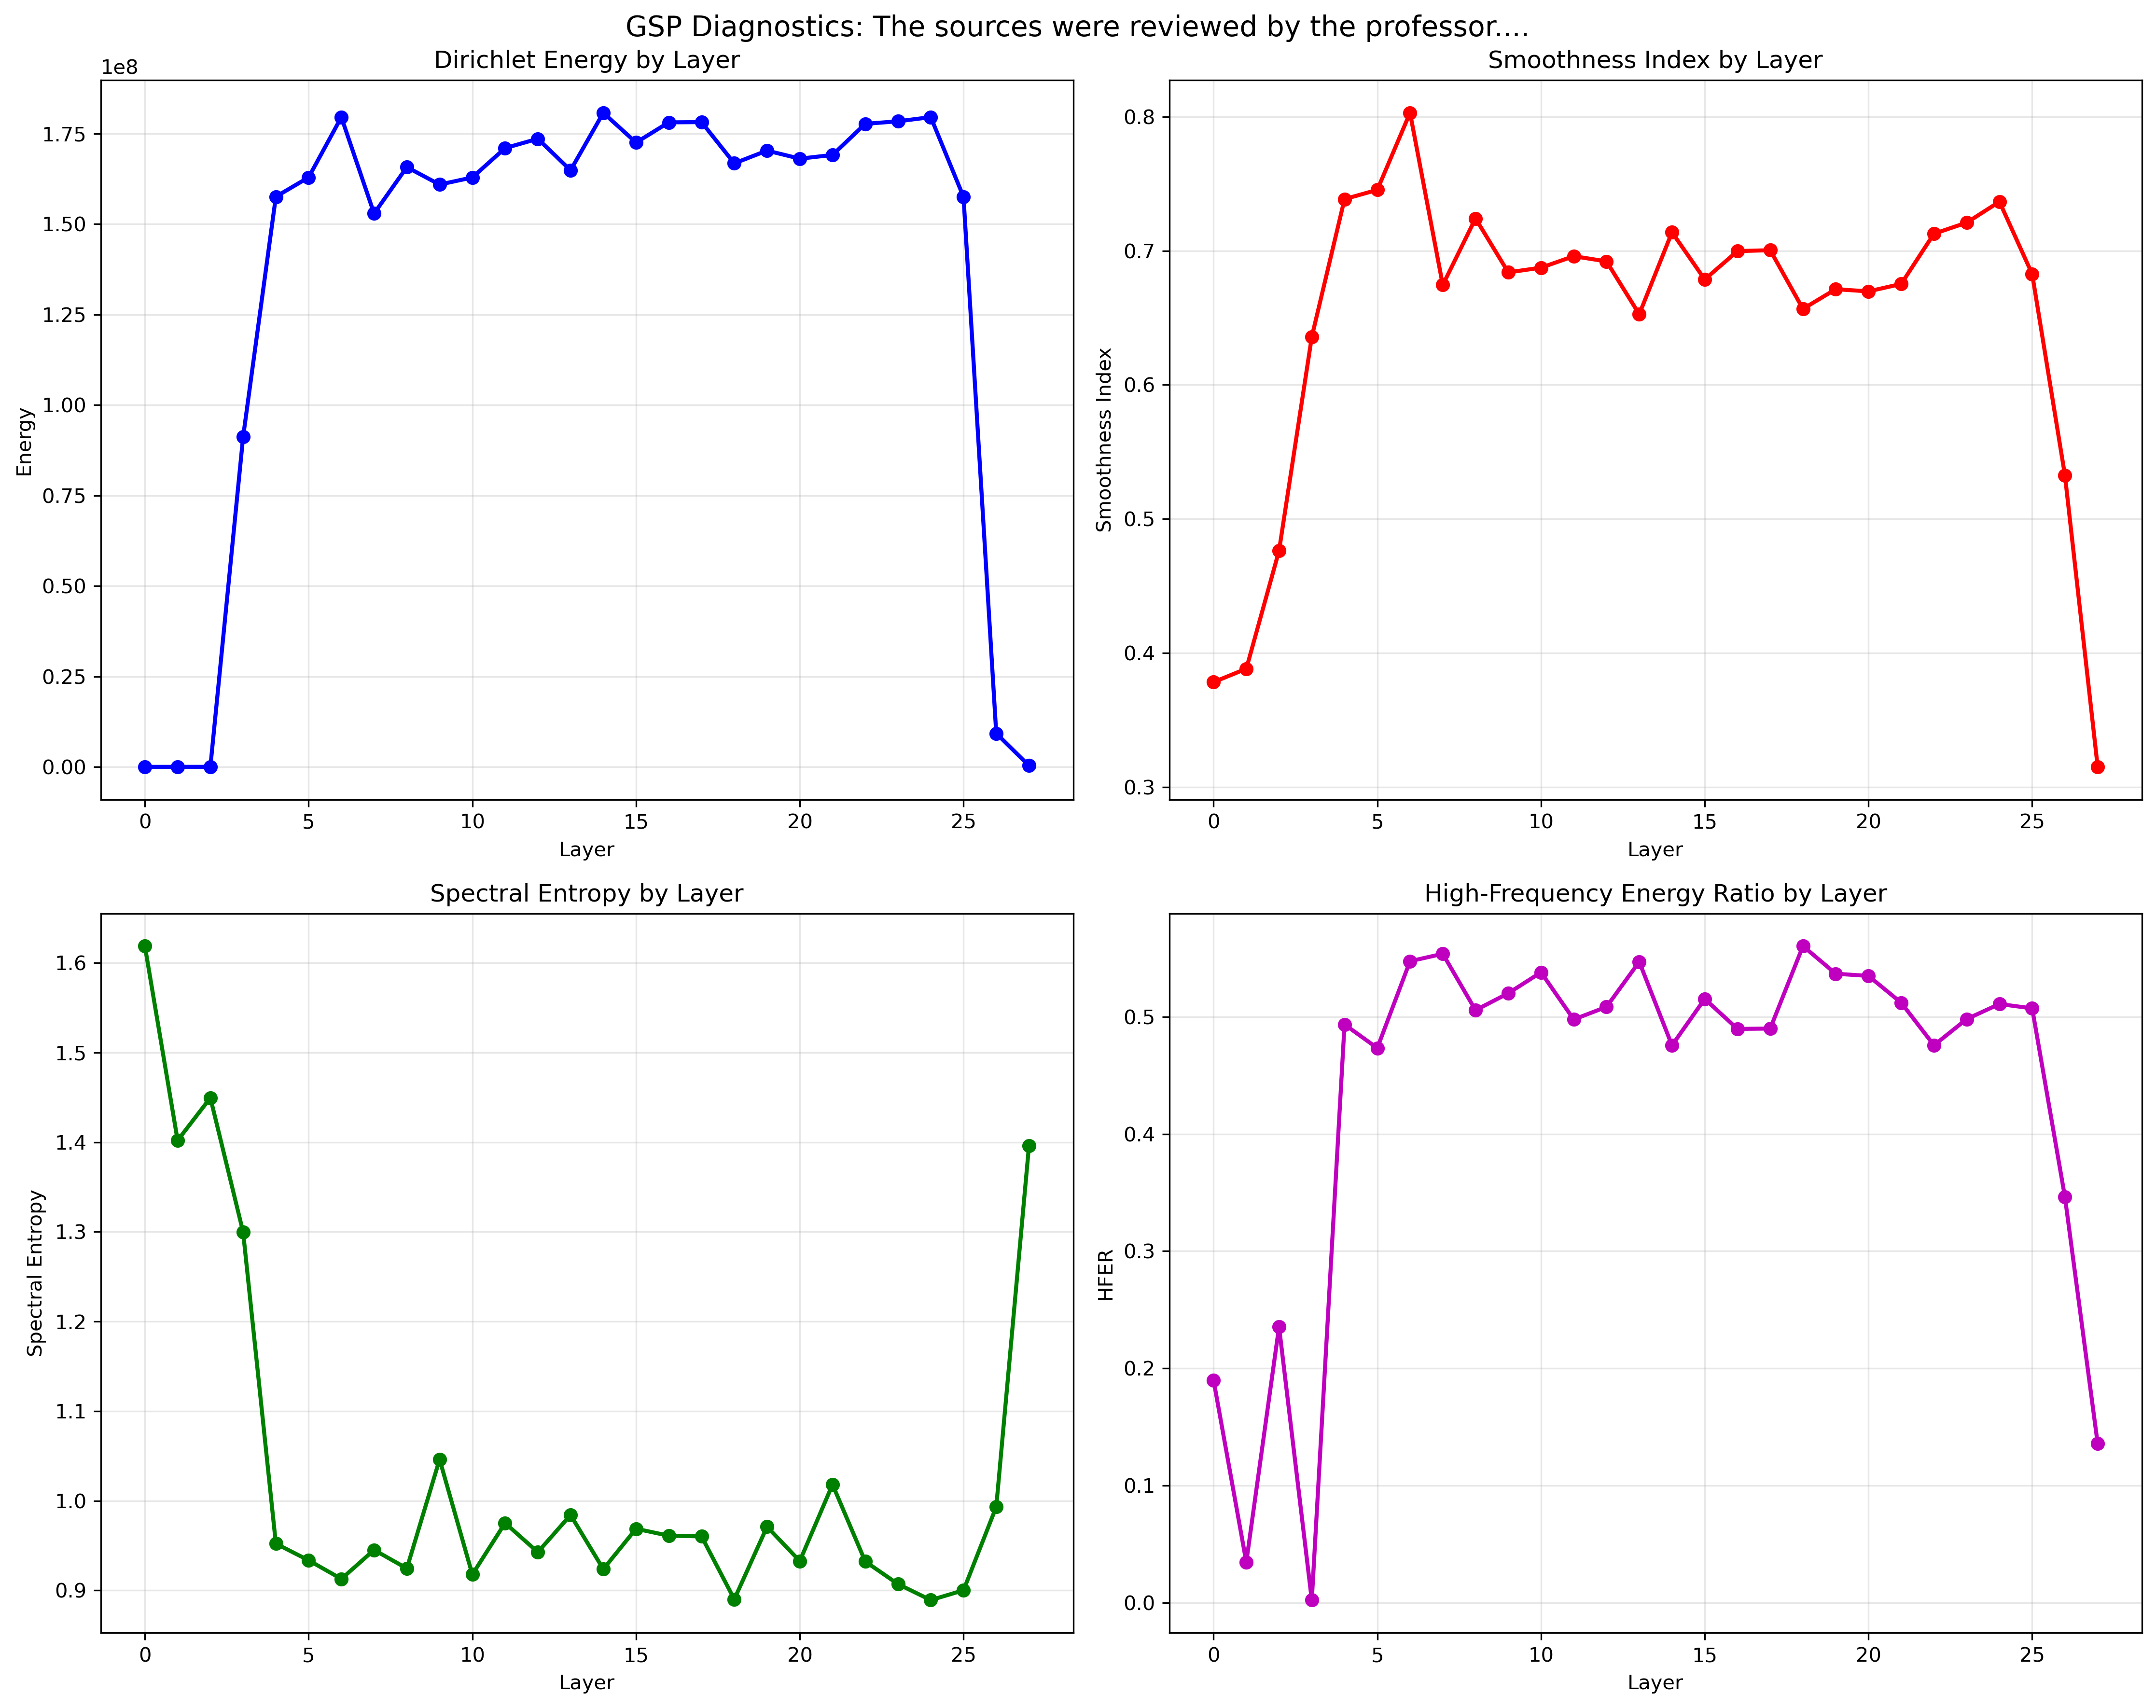 GSP Diagnostics: The sources were reviewed by the professor....
Dirichlet Energy by Layer
1e8
1.75
1.50
1.25
1.00
0.75
0.50
0.25
0.00
Energy
0 5 10 15 20 25
Layer
Smoothness Index by Layer
0.8
0.7
0.6
0.5
0.4
0.3
Smoothness Index
0 5 10 15 20 25
Layer
Spectral Entropy by Layer
1.6
1.5
1.4
1.3
1.2
1.1
1.0
0.9
Spectral Entropy
0 5 10 15 20 25
Layer
High-Frequency Energy Ratio by Layer
0.5
0.4
0.3
0.2
0.1
0.0
HFER
0 5 10 15 20 25
Layer